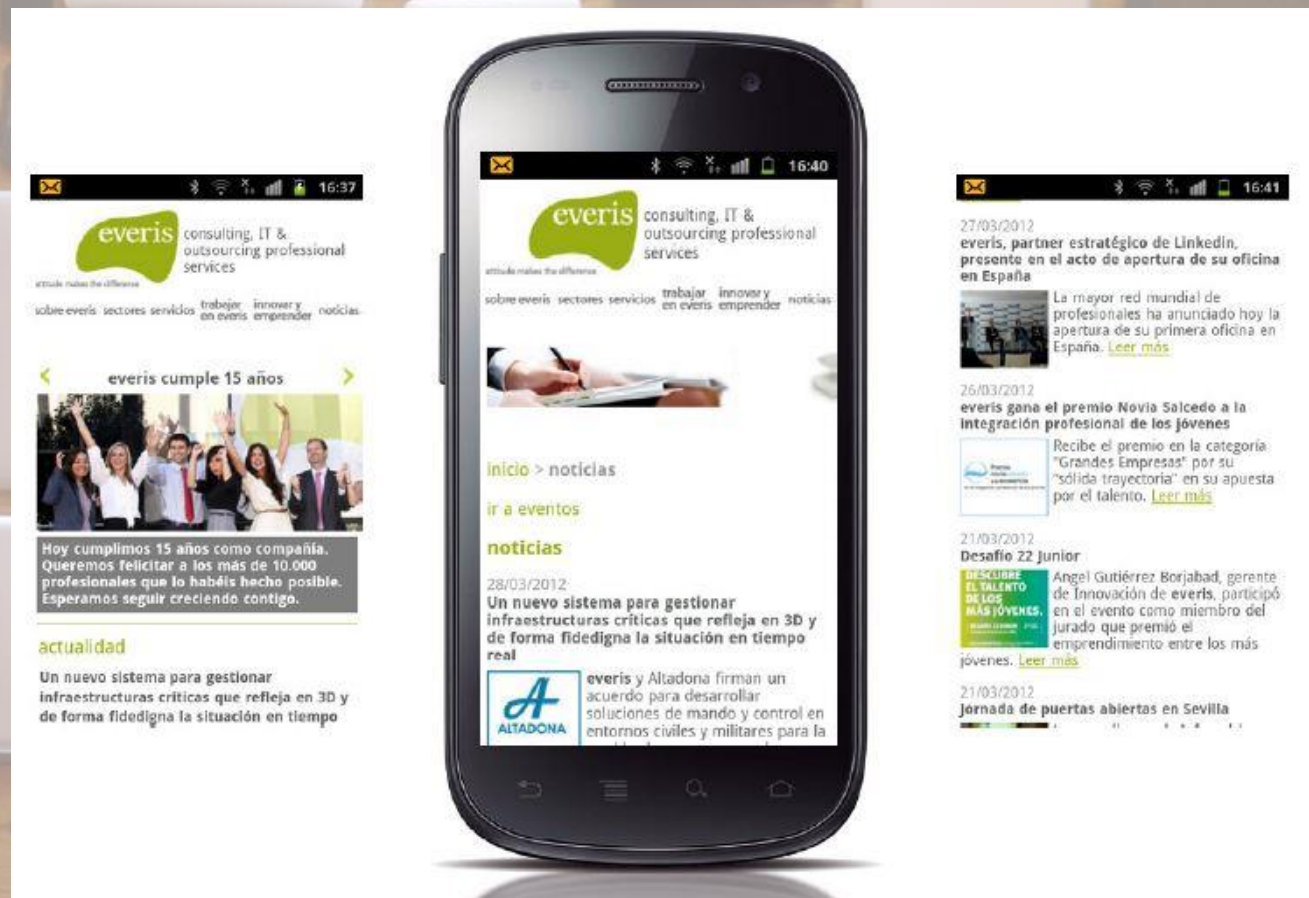 16:37
everis
consulting, IT &
outsourcing professional
services
attitude makes the difference
sobre everis sectores servicios trabajar en everis innovar y emprender noticias
< everis cumple 15 años >
Hoy cumplimos 15 años como compañía.
Queremos felicitar a los más de 10.000
profesionales que lo habéis hecho posible.
Esperamos seguir creciendo contigo.
actualidad
Un nuevo sistema para gestionar
infraestructuras críticas que refleja en 3D y
de forma fidedigna la situación en tiempo
16:40
everis
consulting, IT &
outsourcing professional
services
attitude makes the difference
sobre everis sectores servicios trabajar en everis innovar y emprender noticias
inicio > noticias
ir a eventos
noticias
28/03/2012
Un nuevo sistema para gestionar
infraestructuras críticas que refleja en 3D y
de forma fidedigna la situación en tiempo
real
ALTADONA
everis y Altadona firman un
acuerdo para desarrollar
soluciones de mando y control en
entornos civiles y militares para la
16:41
27/03/2012
everis, partner estratégico de LinkedIn,
presente en el acto de apertura de su oficina
en España
La mayor red mundial de
profesionales ha anunciado hoy la
apertura de su primera oficina en
España. Leer más
26/03/2012
everis gana el premio Novia Salcedo a la
integración profesional de los jóvenes
Recibe el premio en la categoría
"Grandes Empresas" por su
"sólida trayectoria" en su apuesta
por el talento. Leer más
21/03/2012
Desafío 22 Junior
DESCUBRE
EL TALENTO
DE LOS
MÁS JÓVENES.
Angel Gutiérrez Borjabad, gerente
de Innovación de everis, participó
en el evento como miembro del
jurado que premió el
emprendimiento entre los más
jóvenes. Leer más
21/03/2012
Jornada de puertas abiertas en Sevilla